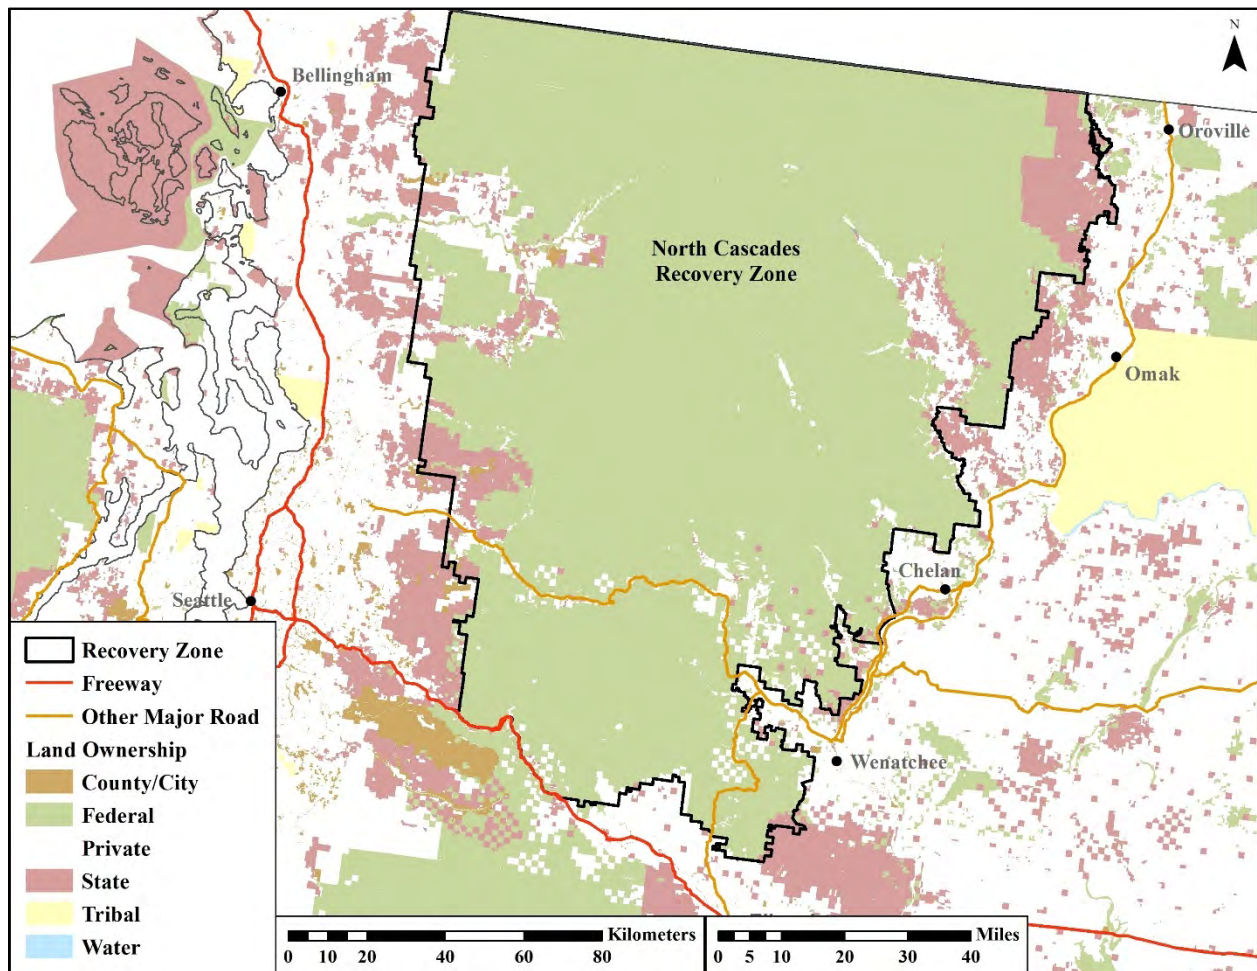 N
Bellingham
Oroville
North Cascades
Recovery Zone
Omak
Chelan
Seattle
Wenatchee
Recovery Zone
Freeway
Other Major Road
Land Ownership
County/City
Federal
Private
State
Tribal
Water
Kilometers
0 5 10 20 40 60 80
Miles
0 5 10 20 30 40